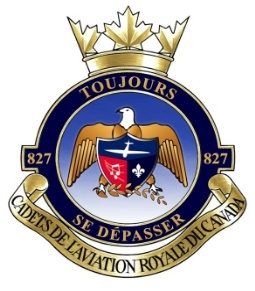 TOUJOURS
827 827
SE DÉPASSER
CADETS DE L'AVIATION ROYALE DU CANADA